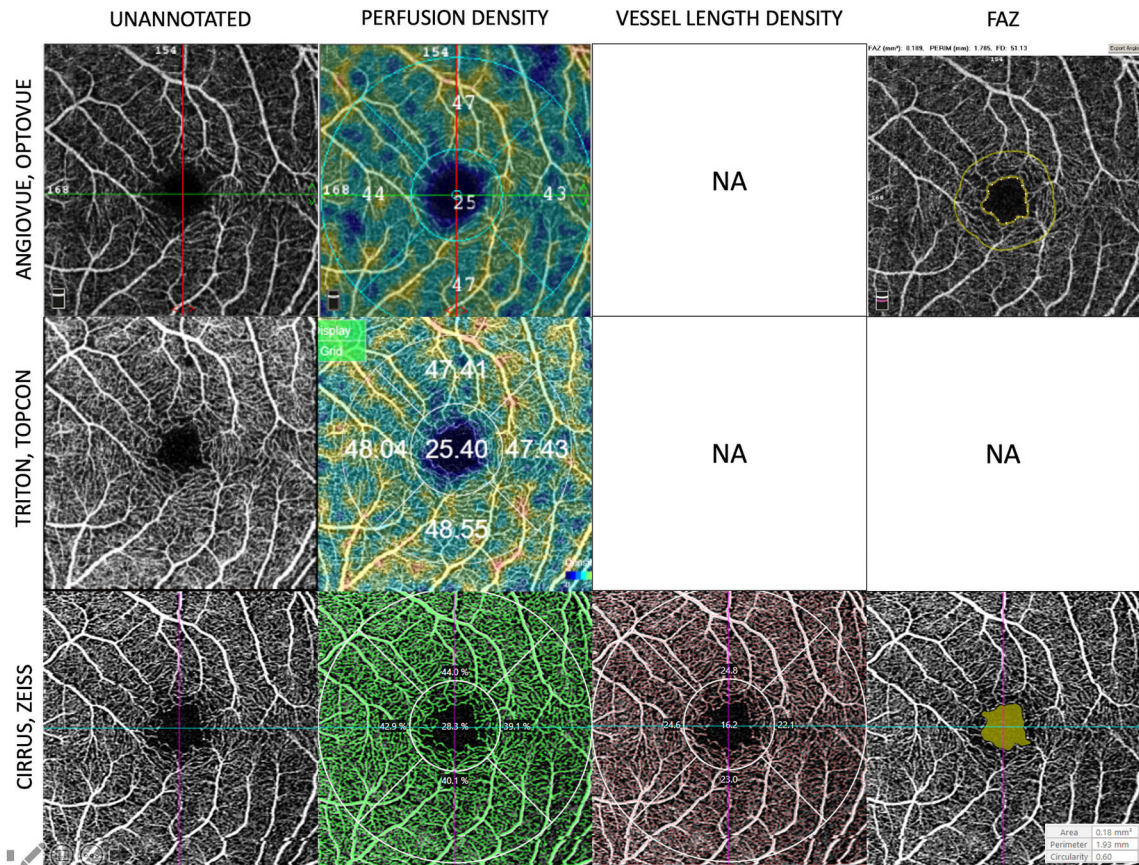 UNANNOTATED
PERFUSION DENSITY
VESSEL LENGTH DENSITY
FAZ
ANGIOVUE, OPTOVUE
154
168
154
47
168
44
25
43
47
NA
FAZ (mm²): 0.189, PERIM (mm): 1.785, FD: 51.13
154
168
TRITON, TOPCON
isplay
Grid
47.41
48.04
25.40
47.43
48.55
NA
NA
CIRRUS, ZEISS
44.0 %
42.9 %
28.3 %
39.1 %
40.1 %
24.8
24.6
16.2
22.1
23.0
Area 0.18 mm²
Perimeter 1.93 mm
Circularity 0.60